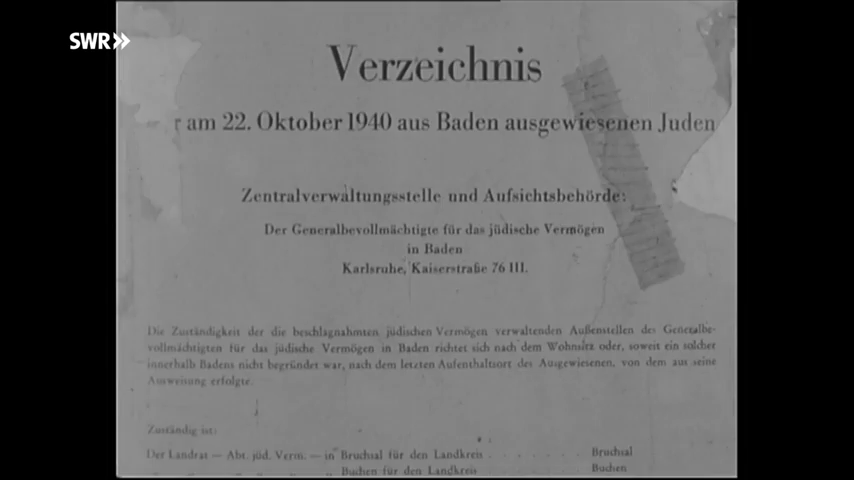 SWR
Verzeichnis
r am 22. Oktober 1940 aus Baden ausgewiesenen Juden
Zentralverwaltungsstelle und Aufsichtsbehörde:
Der Generalbevollmächtigte für das jüdische Vermögen
in Baden
Karlsruhe, Kaiserstraße 76 III.
Die Zuständigkeit der die beschlagnahmten jüdischen Vermögen verwaltenden Außenstellen des Generalbe-
vollmächtigten für das jüdische Vermögen in Baden richtet sich nach dem Wohnsitz oder, soweit ein solcher
innerhalb Badens nicht begründet war, nach dem letzten Aufenthaltsort des Ausgewiesenen, von dem aus seine
Ausweisung erfolgte.
Zuständig ist:
Der Landrat — Abt. jüd. Verm. — in Bruchsal für den Landkreis . . . . . . . Bruchsal
„ „ „ „ Buchen für den Landkreis . . . . . . . Buchen